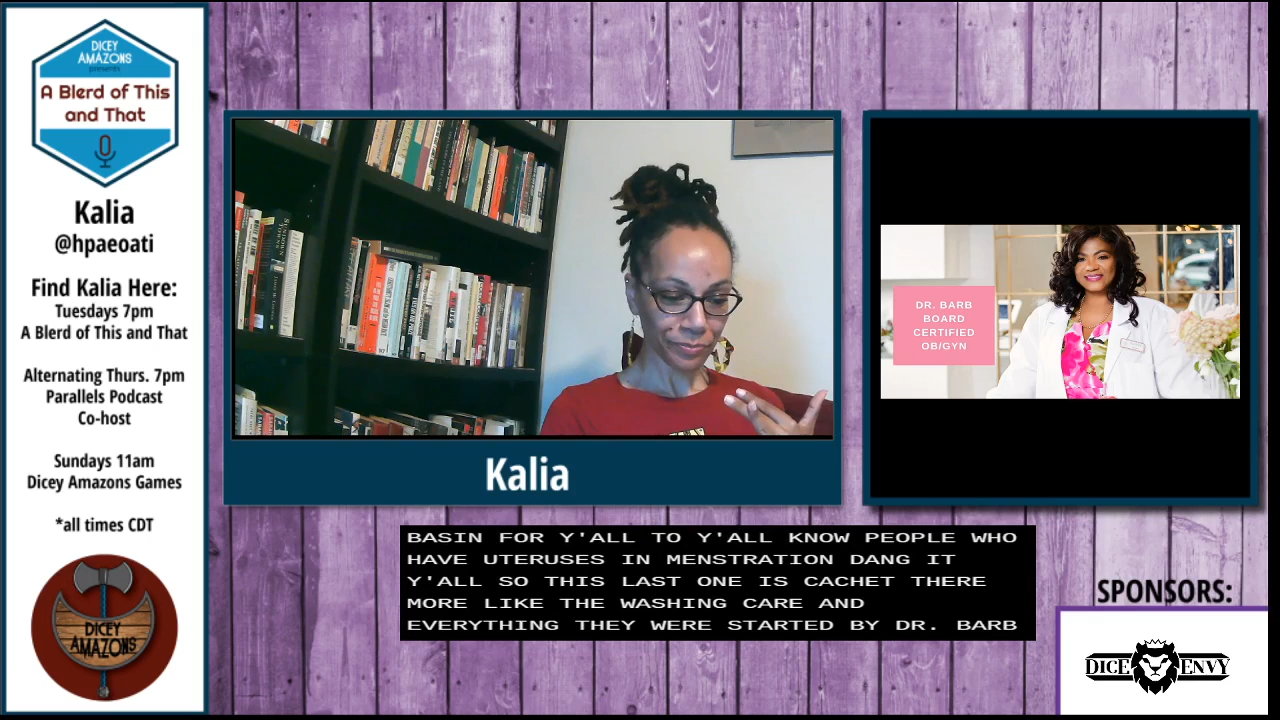 DICEY
AMAZONS
presents
A Blerd of This
and That
Kalia
@hpaeoati
Find Kalia Here:
Tuesdays 7pm
A Blerd of This and That
Alternating Thurs. 7pm
Parallels Podcast
Co-host
Sundays 11am
Dicey Amazons Games
*all times CDT
DICEY
AMAZONS
Kalia
DR. BARB
BOARD
CERTIFIED
OB/GYN
BASIN FOR Y'ALL TO Y'ALL KNOW PEOPLE WHO
HAVE UTERUSES IN MENSTRATION DANG IT
Y'ALL SO THIS LAST ONE IS CACHET THERE
MORE LIKE THE WASHING CARE AND
EVERYTHING THEY WERE STARTED BY DR. BARB
SPONSORS:
DICE ENVY